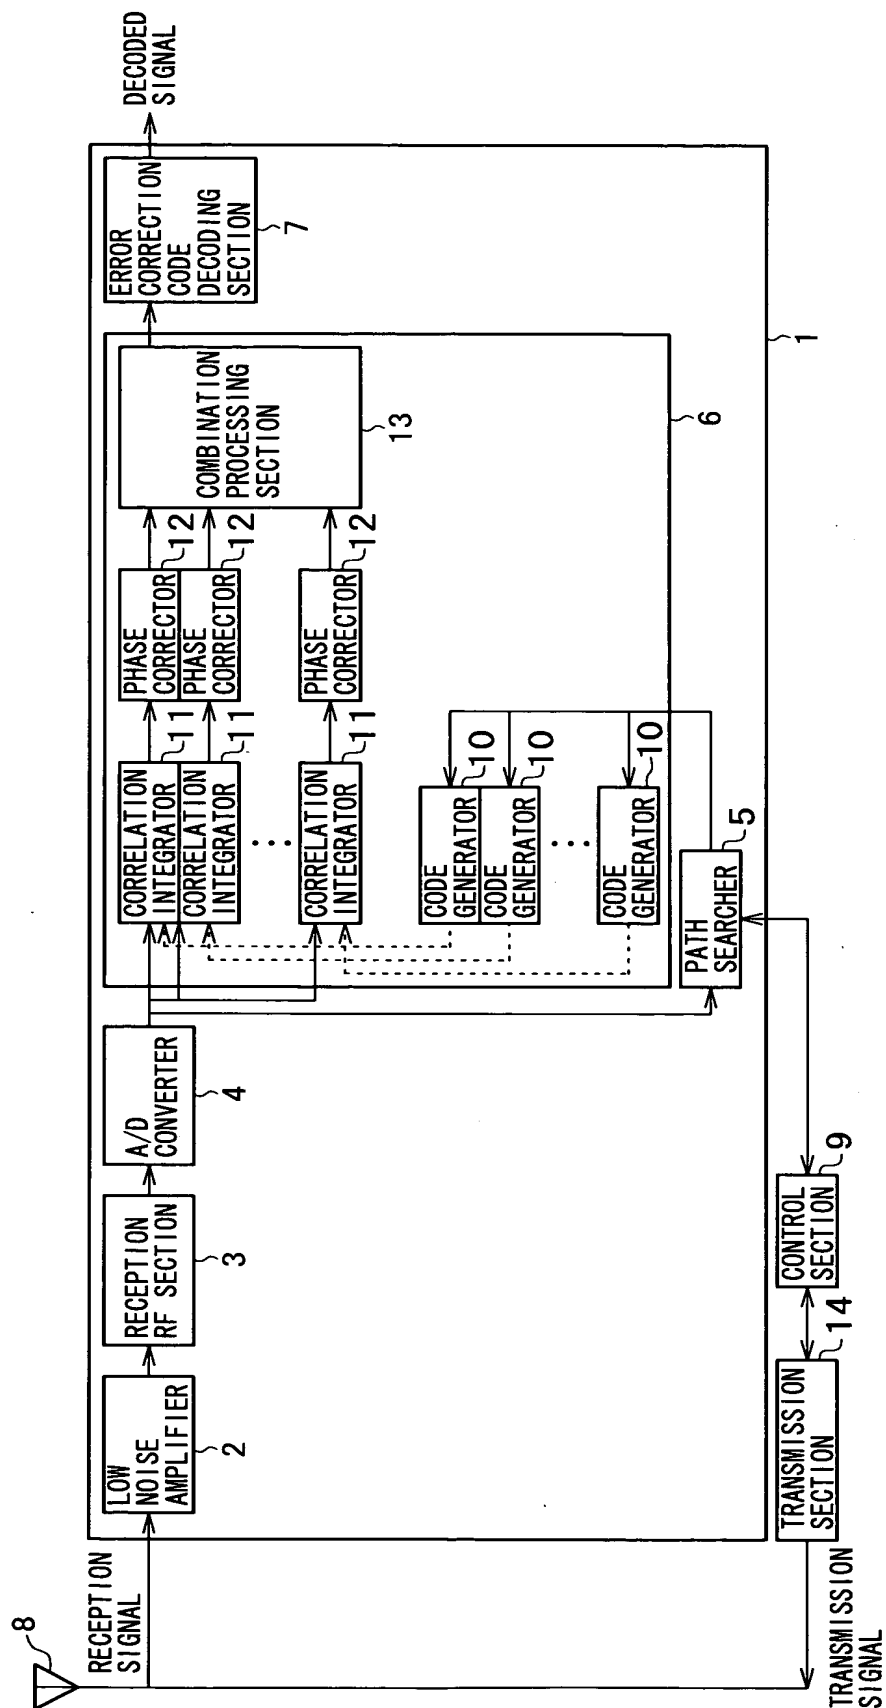 8
RECEPTION
SIGNAL
LOW
NOISE
AMPLIFIER
2
RECEPTION
RF SECTION
3
A/D
CONVERTER
4
CORRELATION
INTEGRATOR
11
CORRELATION
INTEGRATOR
11
CORRELATION
INTEGRATOR
11
PHASE
CORRECTOR
12
PHASE
CORRECTOR
12
PHASE
CORRECTOR
12
COMBINATION
PROCESSING
SECTION
13
ERROR
CORRECTION
CODE
DECODING
SECTION
7
DECODED
SIGNAL
CODE
GENERATOR
10
CODE
GENERATOR
10
CODE
GENERATOR
10
6
PATH
SEARCHER
5
1
TRANSMISSION
SIGNAL
TRANSMISSION
SECTION
14
CONTROL
SECTION
9